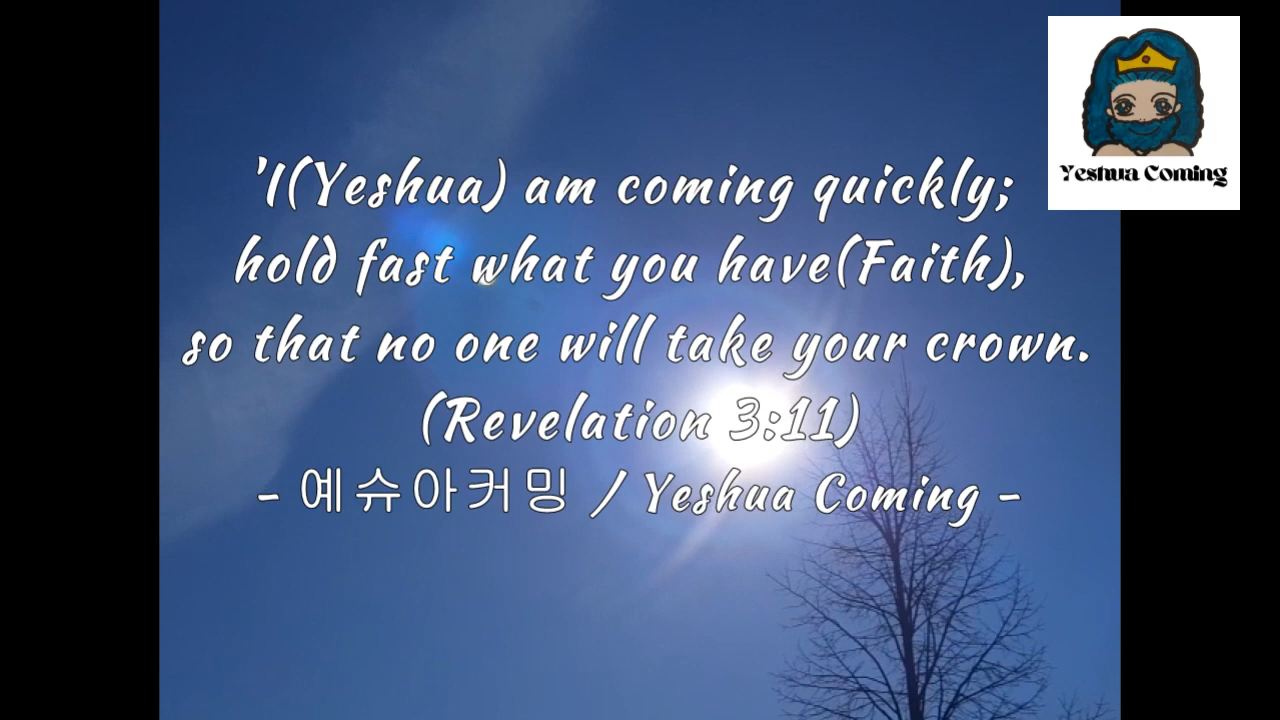 'I(Yeshua) am coming quickly;
hold fast what you have(Faith),
so that no one will take your crown.
(Revelation 3:11)
- 예슈아커밍 / Yeshua Coming -
Yeshua Coming